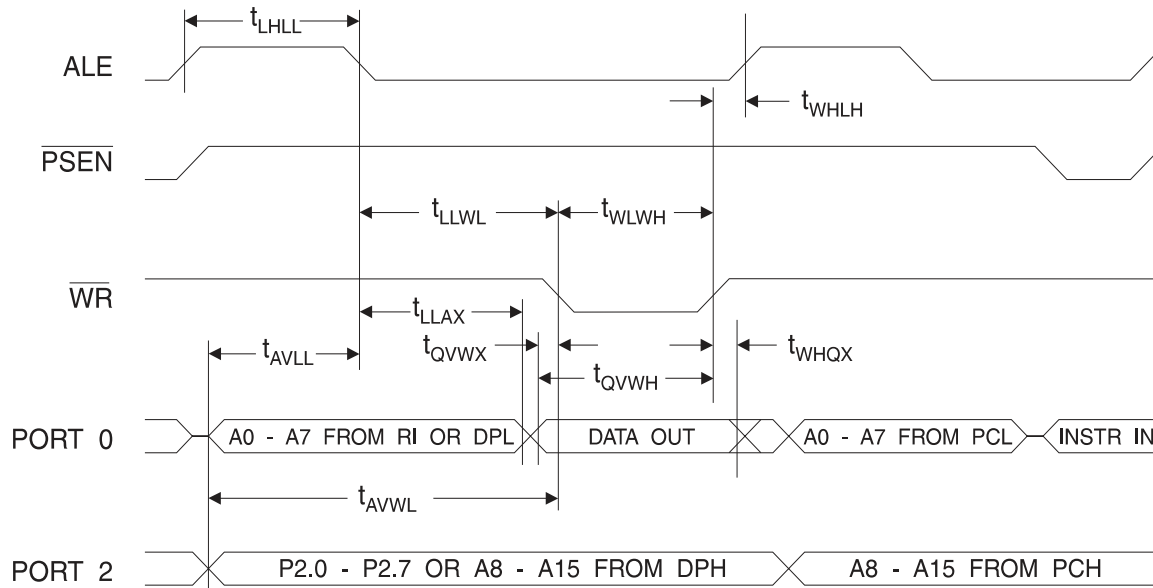 tLHLL
ALE
tWHLH
PSEN
tLLWL
tWLWH
WR
tLLAX
tAVLL
tQVWX
tWHQX
tQVWH
PORT 0
A0 - A7 FROM RI OR DPL
DATA OUT
A0 - A7 FROM PCL
INSTR IN
tAVWL
PORT 2
P2.0 - P2.7 OR A8 - A15 FROM DPH
A8 - A15 FROM PCH